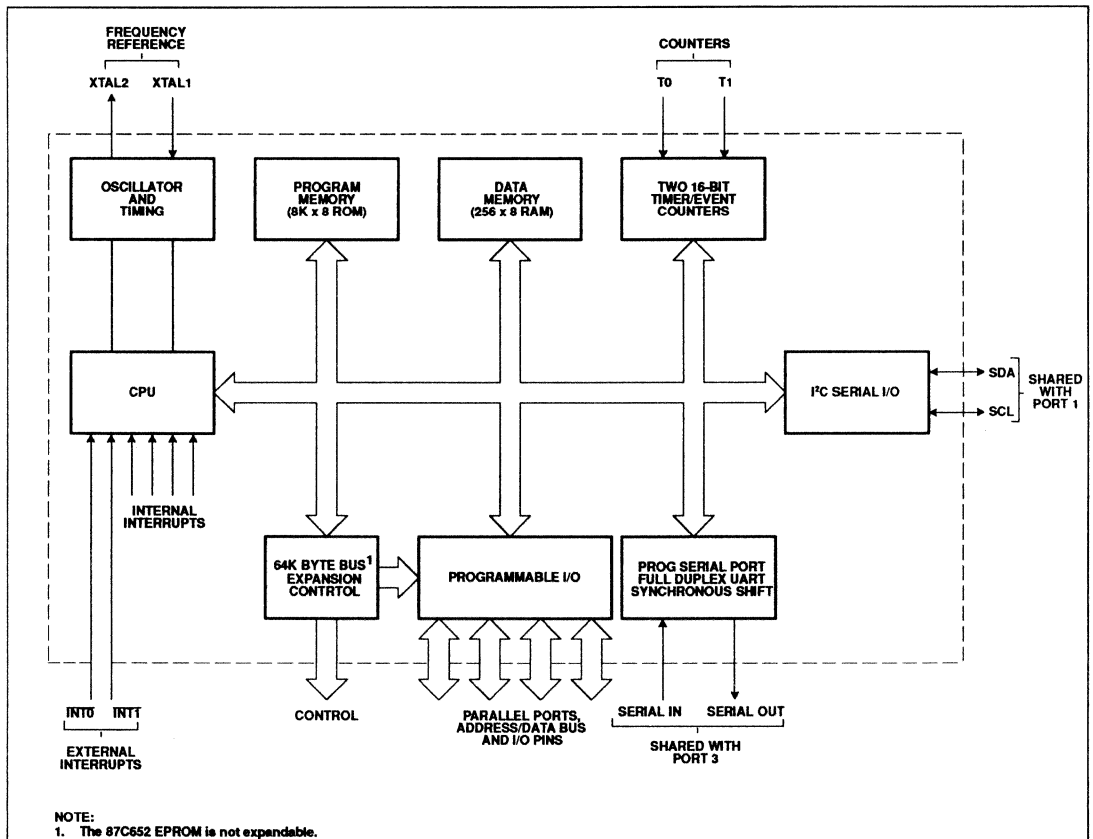 FREQUENCY
REFERENCE
XTAL2 XTAL1
COUNTERS
T0 T1
OSCILLATOR
AND
TIMING
PROGRAM
MEMORY
(8K x 8 ROM)
DATA
MEMORY
(256 x 8 RAM)
TWO 16-BIT
TIMER/EVENT
COUNTERS
CPU
I²C SERIAL I/O
SDA
SCL
SHARED
WITH
PORT 1
INTERNAL
INTERRUPTS
64K BYTE BUS¹
EXPANSION
CONTRTOL
PROGRAMMABLE I/O
PROG SERIAL PORT
FULL DUPLEX UART
SYNCHRONOUS SHIFT
INT0 INT1
EXTERNAL
INTERRUPTS
CONTROL
PARALLEL PORTS,
ADDRESS/DATA BUS
AND I/O PINS
SERIAL IN SERIAL OUT
SHARED WITH
PORT 3
NOTE:
1. The 87C652 EPROM is not expandable.